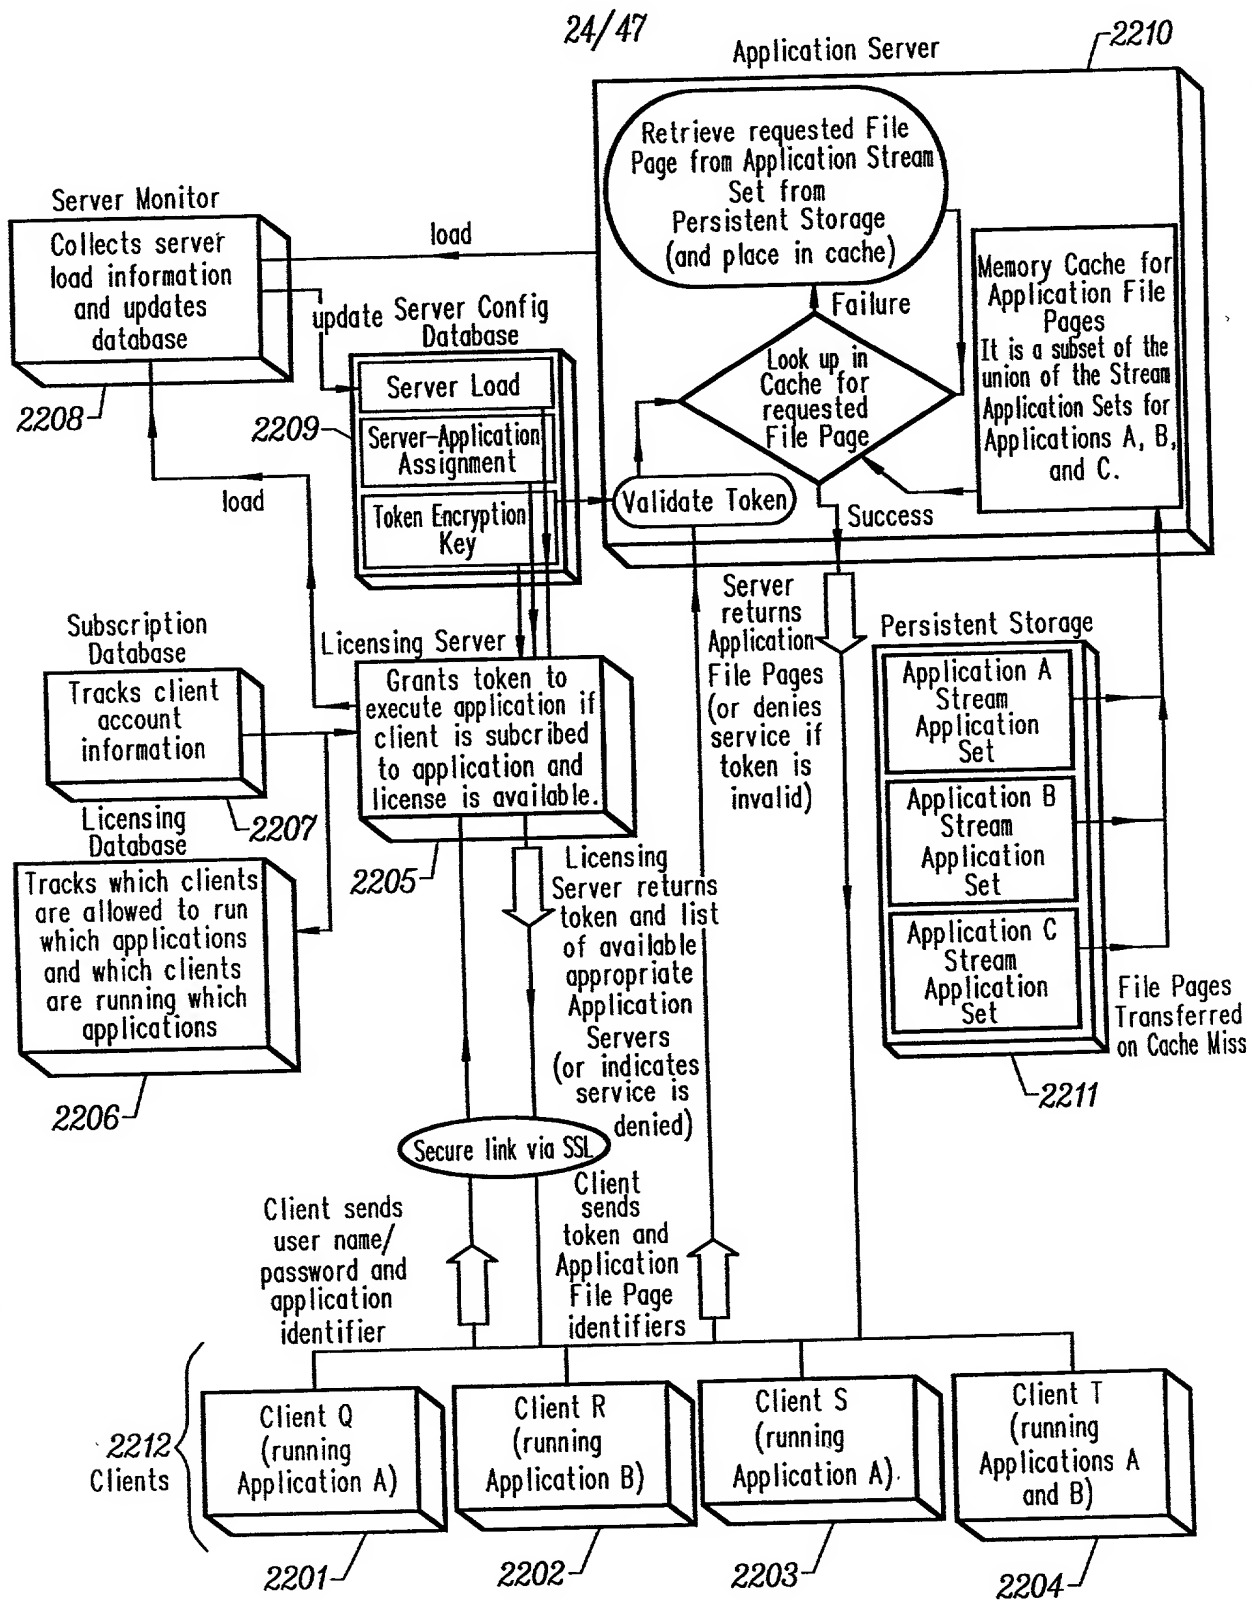 24/47
Application Server
2210
Retrieve requested File
Page from Application Stream
Set from
Persistent Storage
(and place in cache)
Server Monitor
Collects server
load information
and updates
database
2208
load
update
Server Config
Database
Server Load
Server-Application
Assignment
Token Encryption
Key
2209
Failure
Look up in
Cache for
requested
File Page
Memory Cache for
Application File
Pages
It is a subset of the
union of the Stream
Application Sets for
Applications A, B,
and C.
Validate Token
Success
load
Subscription
Database
Tracks client
account
information
2207
Licensing Server
Grants token to
execute application if
client is subcribed
to application and
license is available.
2205
Server
returns
Application
File Pages
(or denies
service if
token is
invalid)
Persistent Storage
Application A
Stream
Application
Set
Application B
Stream
Application
Set
Application C
Stream
Application
Set
2211
File Pages
Transferred
on Cache Miss
Licensing
Database
Tracks which clients
are allowed to run
which applications
and which clients
are running which
applications
2206
Licensing
Server returns
token and list
of available
appropriate
Application
Servers
(or indicates
service is
denied)
Secure link via SSL
Client sends
user name/
password and
application
identifier
Client
sends
token and
Application
File Page
identifiers
2212
Clients
Client Q
(running
Application A)
2201
Client R
(running
Application B)
2202
Client S
(running
Application A)
2203
Client T
(running
Applications A
and B)
2204